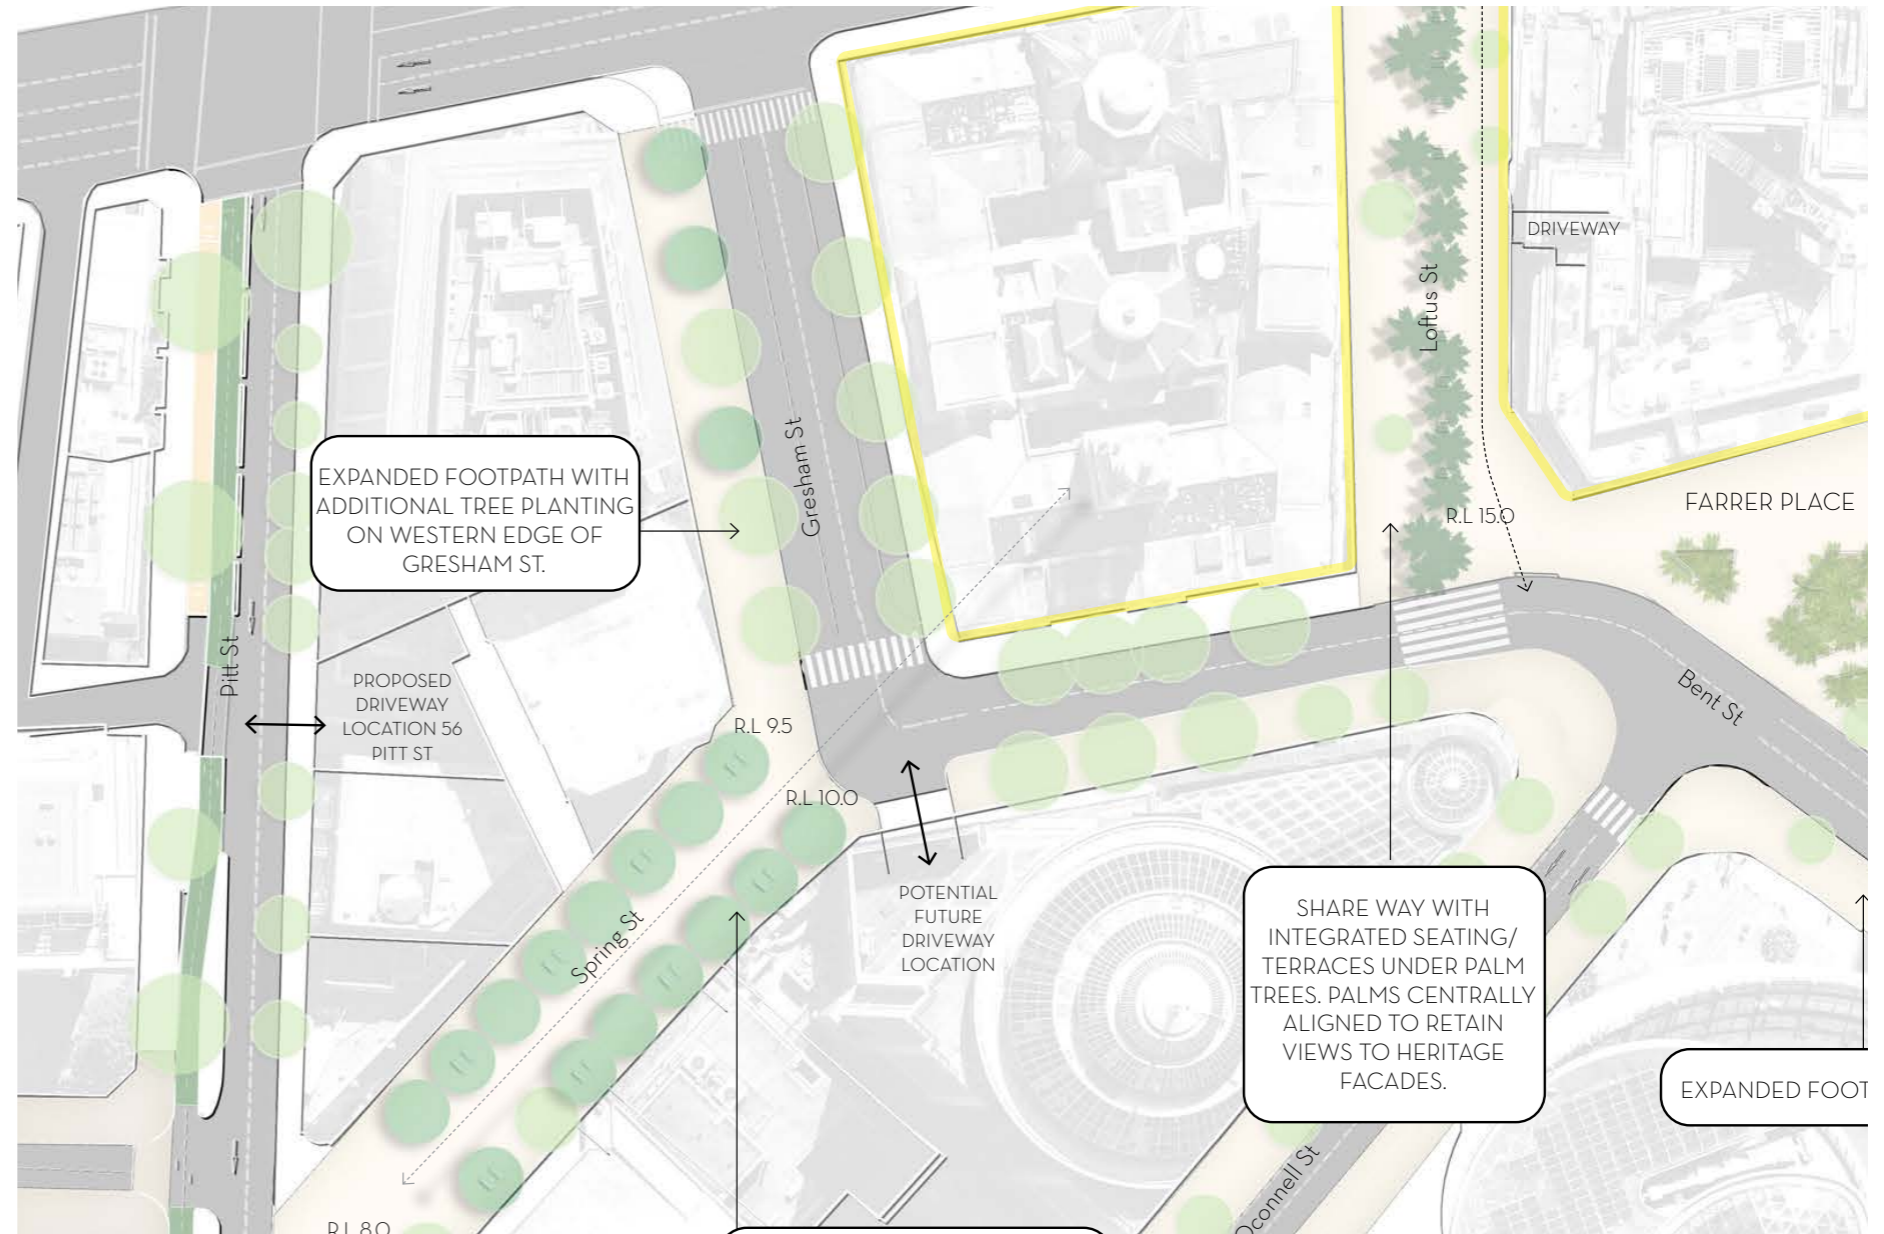 DRIVEWAY
Loftus St
EXPANDED FOOTPATH WITH
ADDITIONAL TREE PLANTING
ON WESTERN EDGE OF
GRESHAM ST.
Gresham St
R.L 15.0
FARRER PLACE
Pitt St
PROPOSED
DRIVEWAY
LOCATION 56
PITT ST
R.L 9.5
Bent St
R.L 10.0
POTENTIAL
FUTURE
DRIVEWAY
LOCATION
Spring St
SHARE WAY WITH
INTEGRATED SEATING/
TERRACES UNDER PALM
TREES. PALMS CENTRALLY
ALIGNED TO RETAIN
VIEWS TO HERITAGE
FACADES.
EXPANDED FOOT
Oconnell St
R.L 8.0